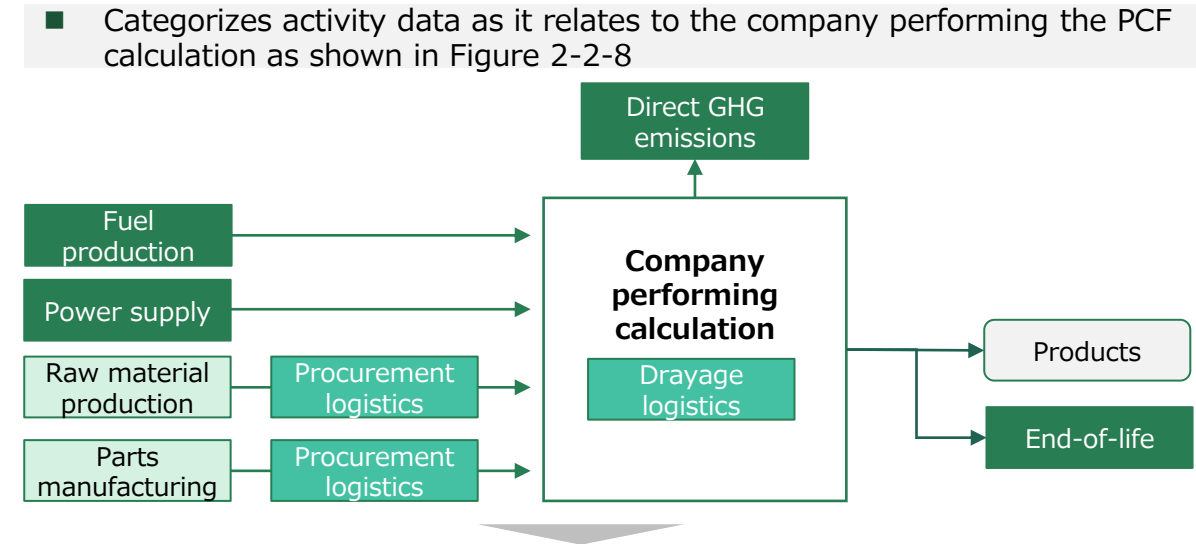 ■ Categorizes activity data as it relates to the company performing the PCF
calculation as shown in Figure 2-2-8
Direct GHG
emissions
Fuel
production
Power supply
Raw material
production
Procurement
logistics
Parts
manufacturing
Procurement
logistics
Company
performing
calculation
Drayage
logistics
Products
End-of-life